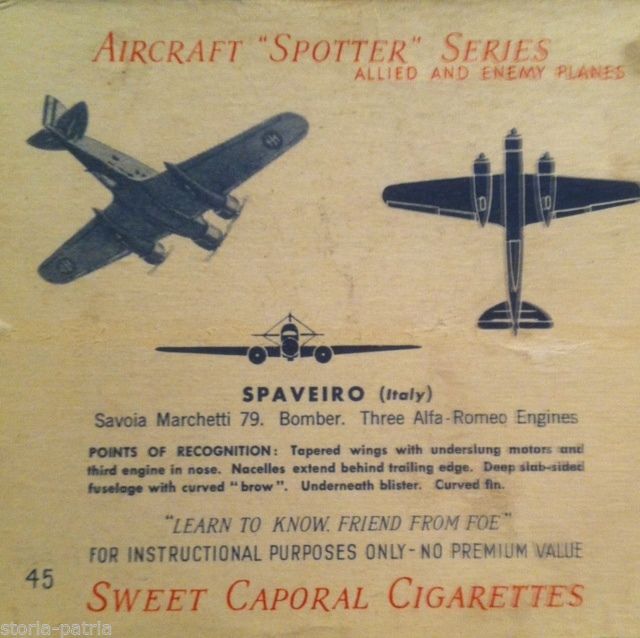 AIRCRAFT "SPOTTER" SERIES
ALLIED AND ENEMY PLANES
SPAVEIRO (Italy)
Savoia Marchetti 79. Bomber. Three Alfa-Romeo Engines
POINTS OF RECOGNITION: Tapered wings with underslung motors and
third engine in nose. Nacelles extend behind trailing edge. Deep slab-sided
fuselage with curved "brow". Underneath blister. Curved fin.
"LEARN TO KNOW FRIEND FROM FOE"
FOR INSTRUCTIONAL PURPOSES ONLY - NO PREMIUM VALUE
45
SWEET CAPORAL CIGARETTES
storia-patria